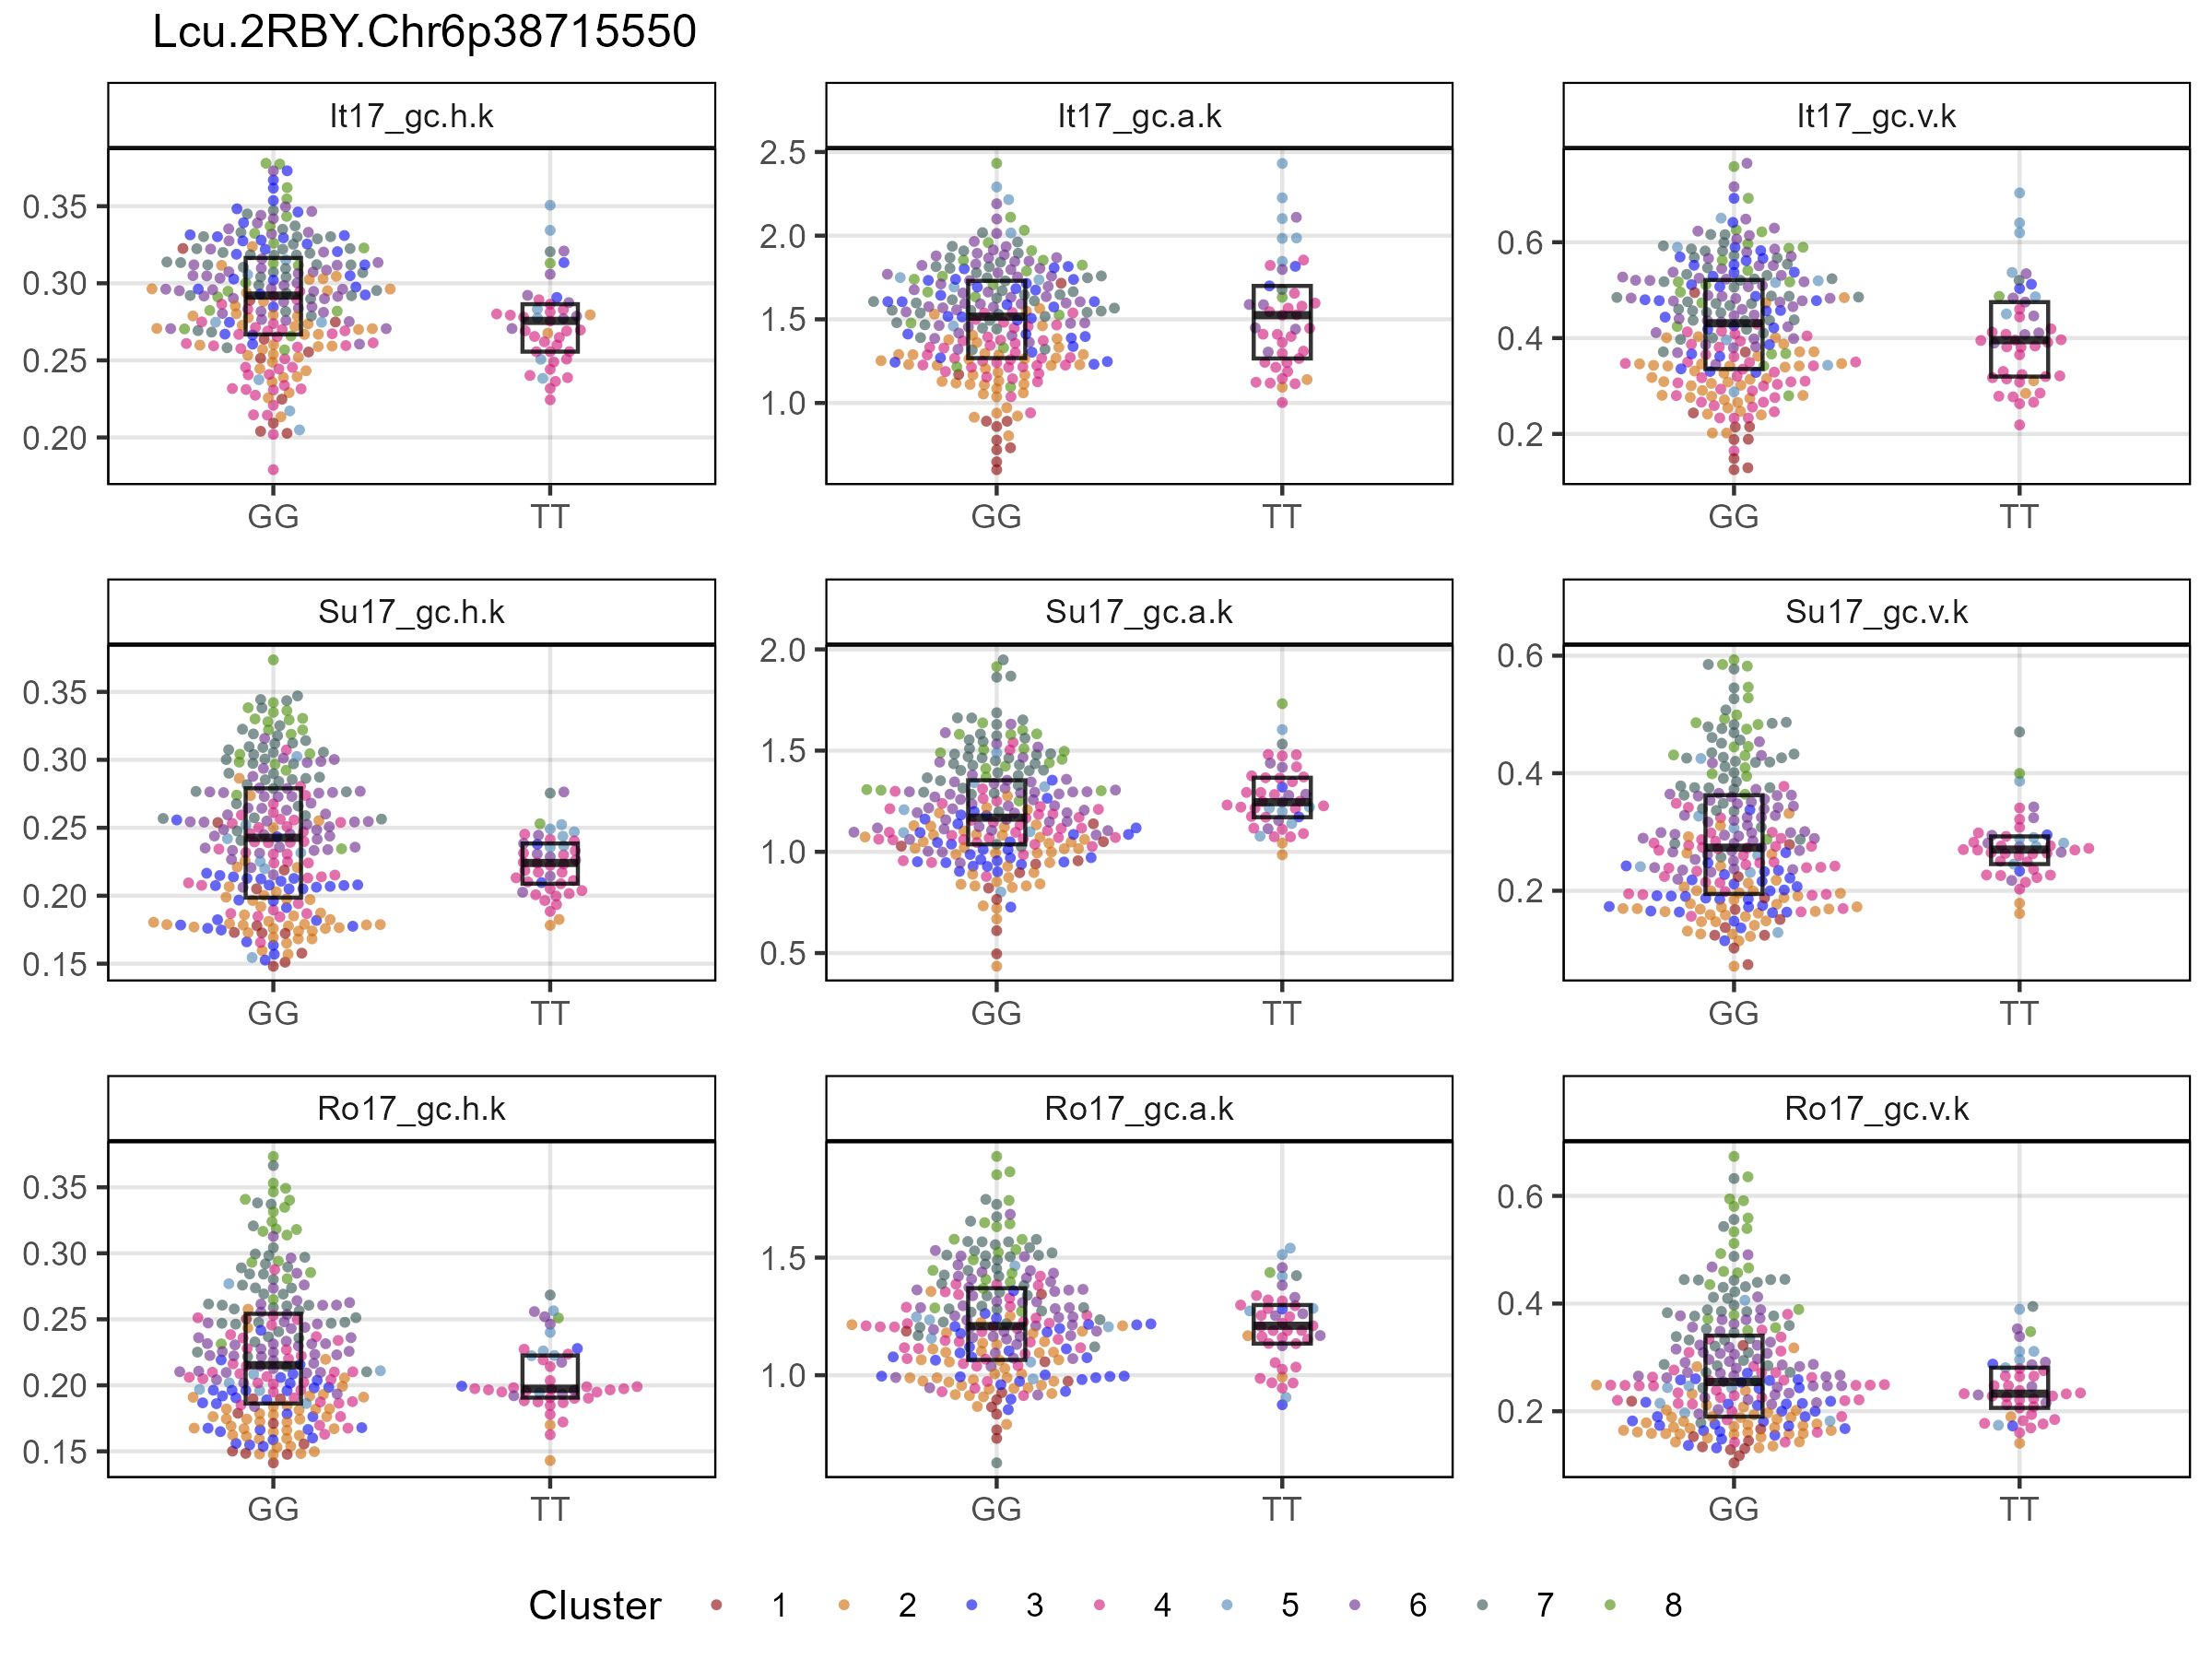 Lcu.2RBY.Chr6p38715550
It17_gc.h.k
It17_gc.a.k
It17_gc.v.k
0.35
0.30
0.25
0.20
2.5
2.0
1.5
1.0
0.6
0.4
0.2
GG TT
GG TT
GG TT
Su17_gc.h.k
Su17_gc.a.k
Su17_gc.v.k
0.35
0.30
0.25
0.20
0.15
2.0
1.5
1.0
0.5
0.6
0.4
0.2
GG TT
GG TT
GG TT
Ro17_gc.h.k
Ro17_gc.a.k
Ro17_gc.v.k
0.35
0.30
0.25
0.20
0.15
1.5
1.0
0.6
0.4
0.2
GG TT
GG TT
GG TT
Cluster 1 2 3 4 5 6 7 8